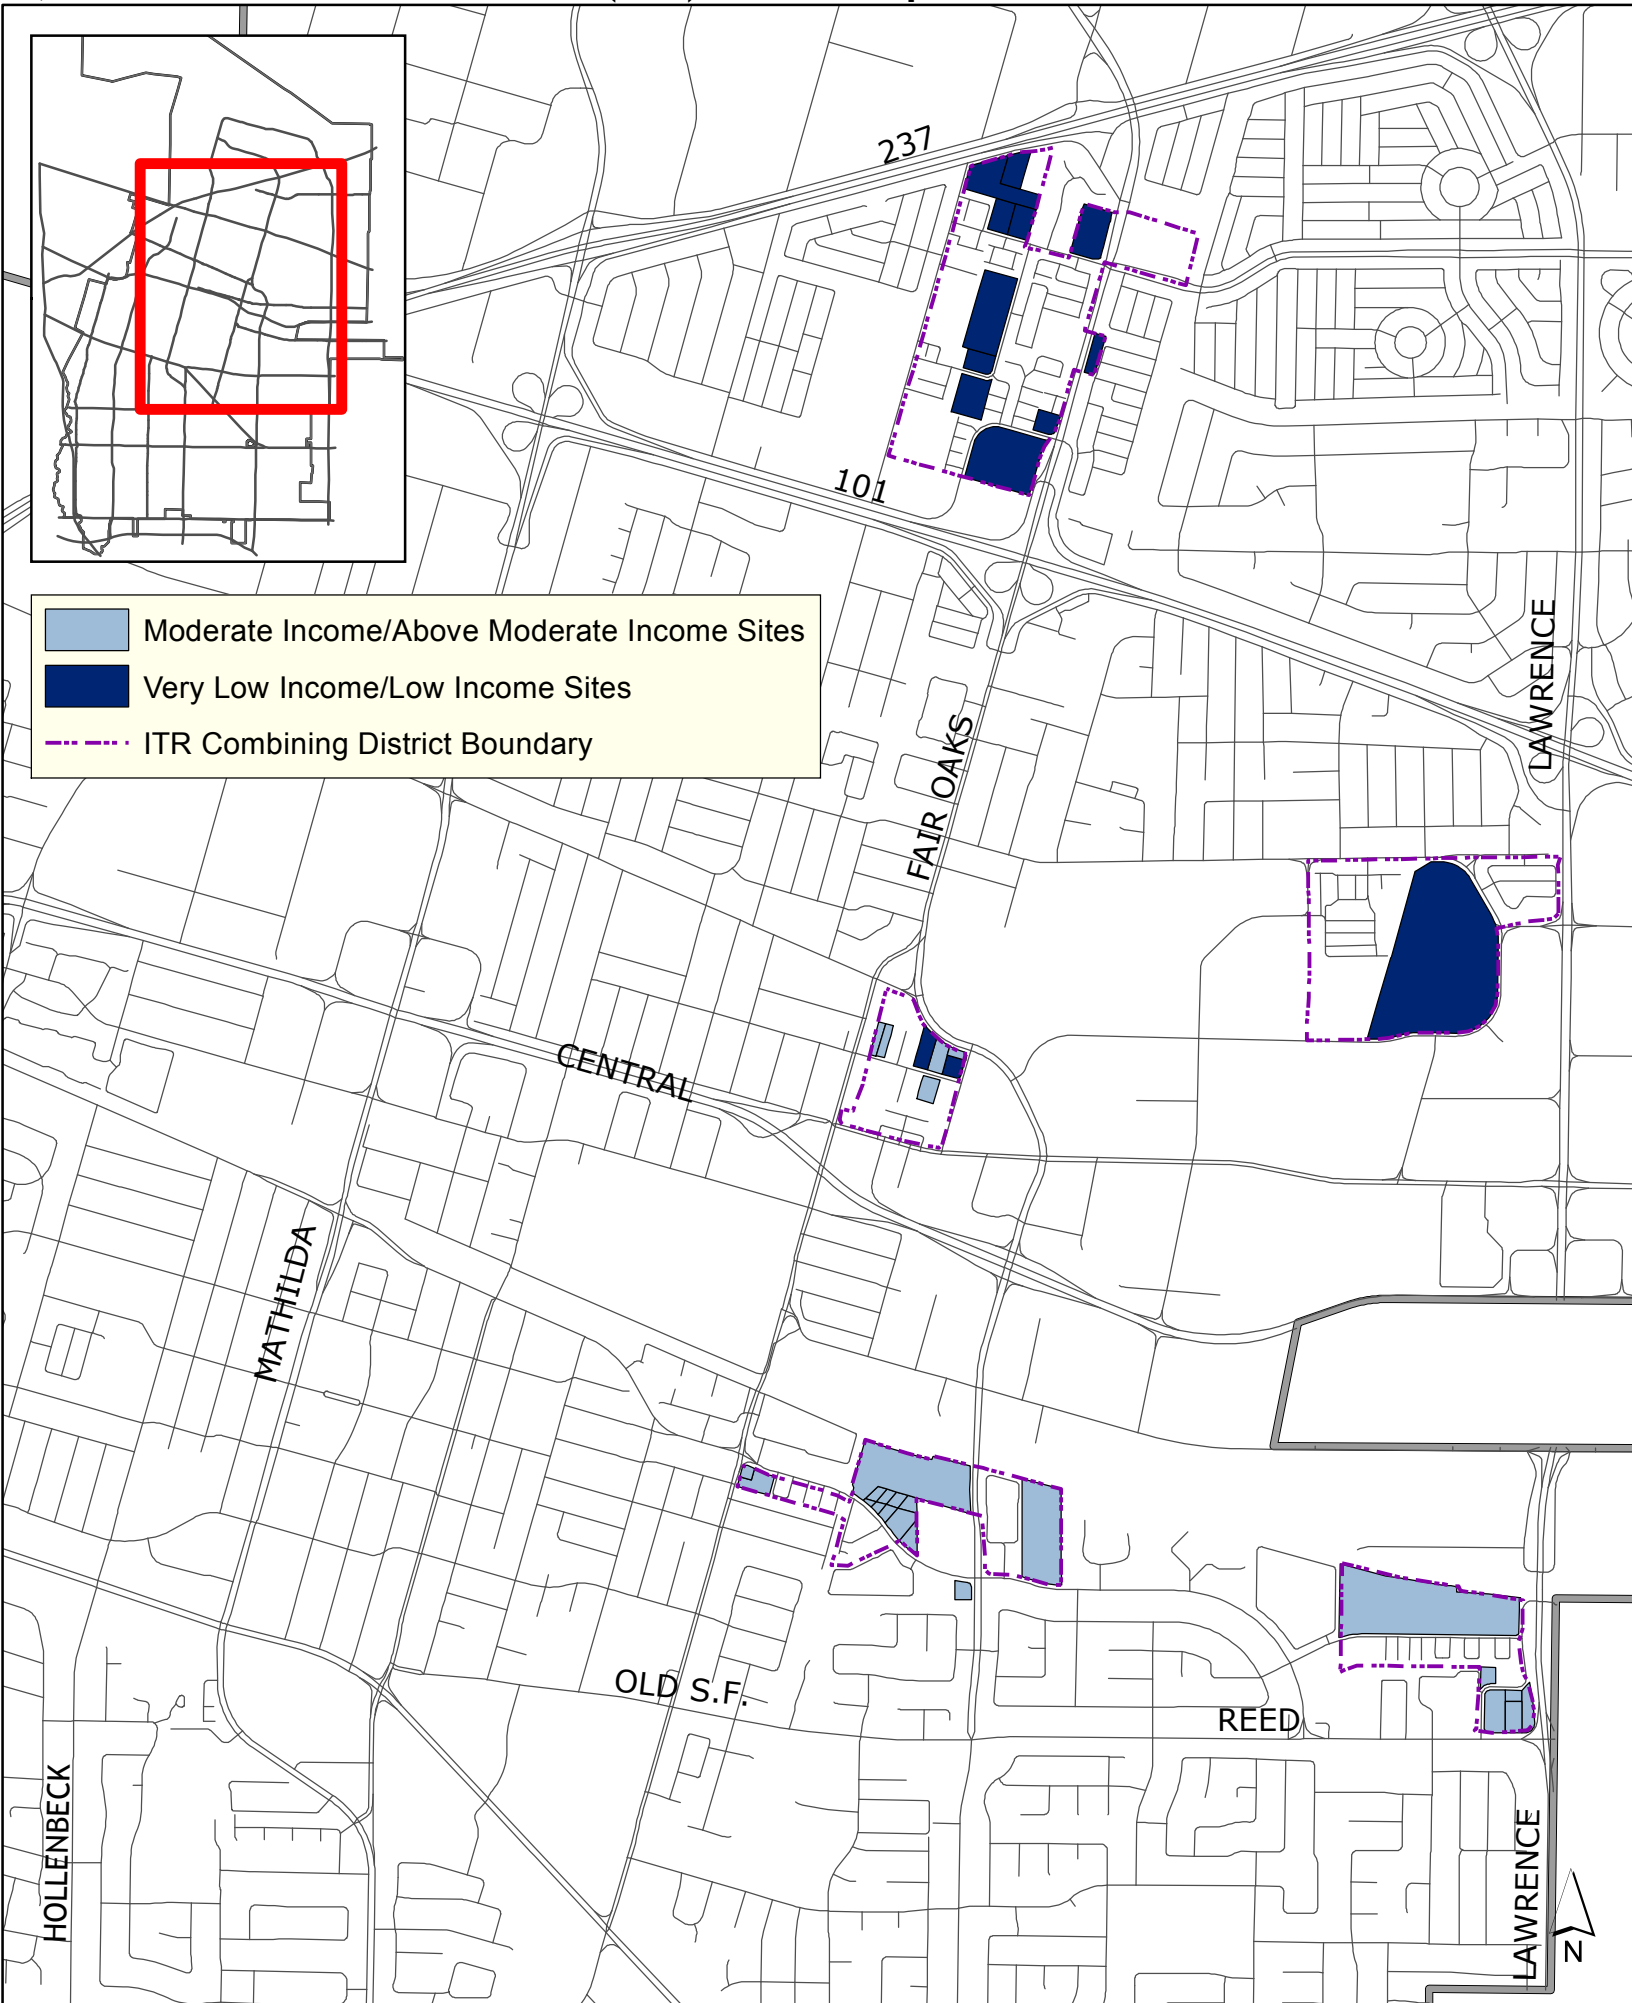 237
101
Moderate Income/Above Moderate Income Sites
Very Low Income/Low Income Sites
ITR Combining District Boundary
LAWRENCE
FAIR OAKS
CENTRAL
MATHILDA
OLD S.F.
REED
HOLLENBECK
LAWRENCE
N